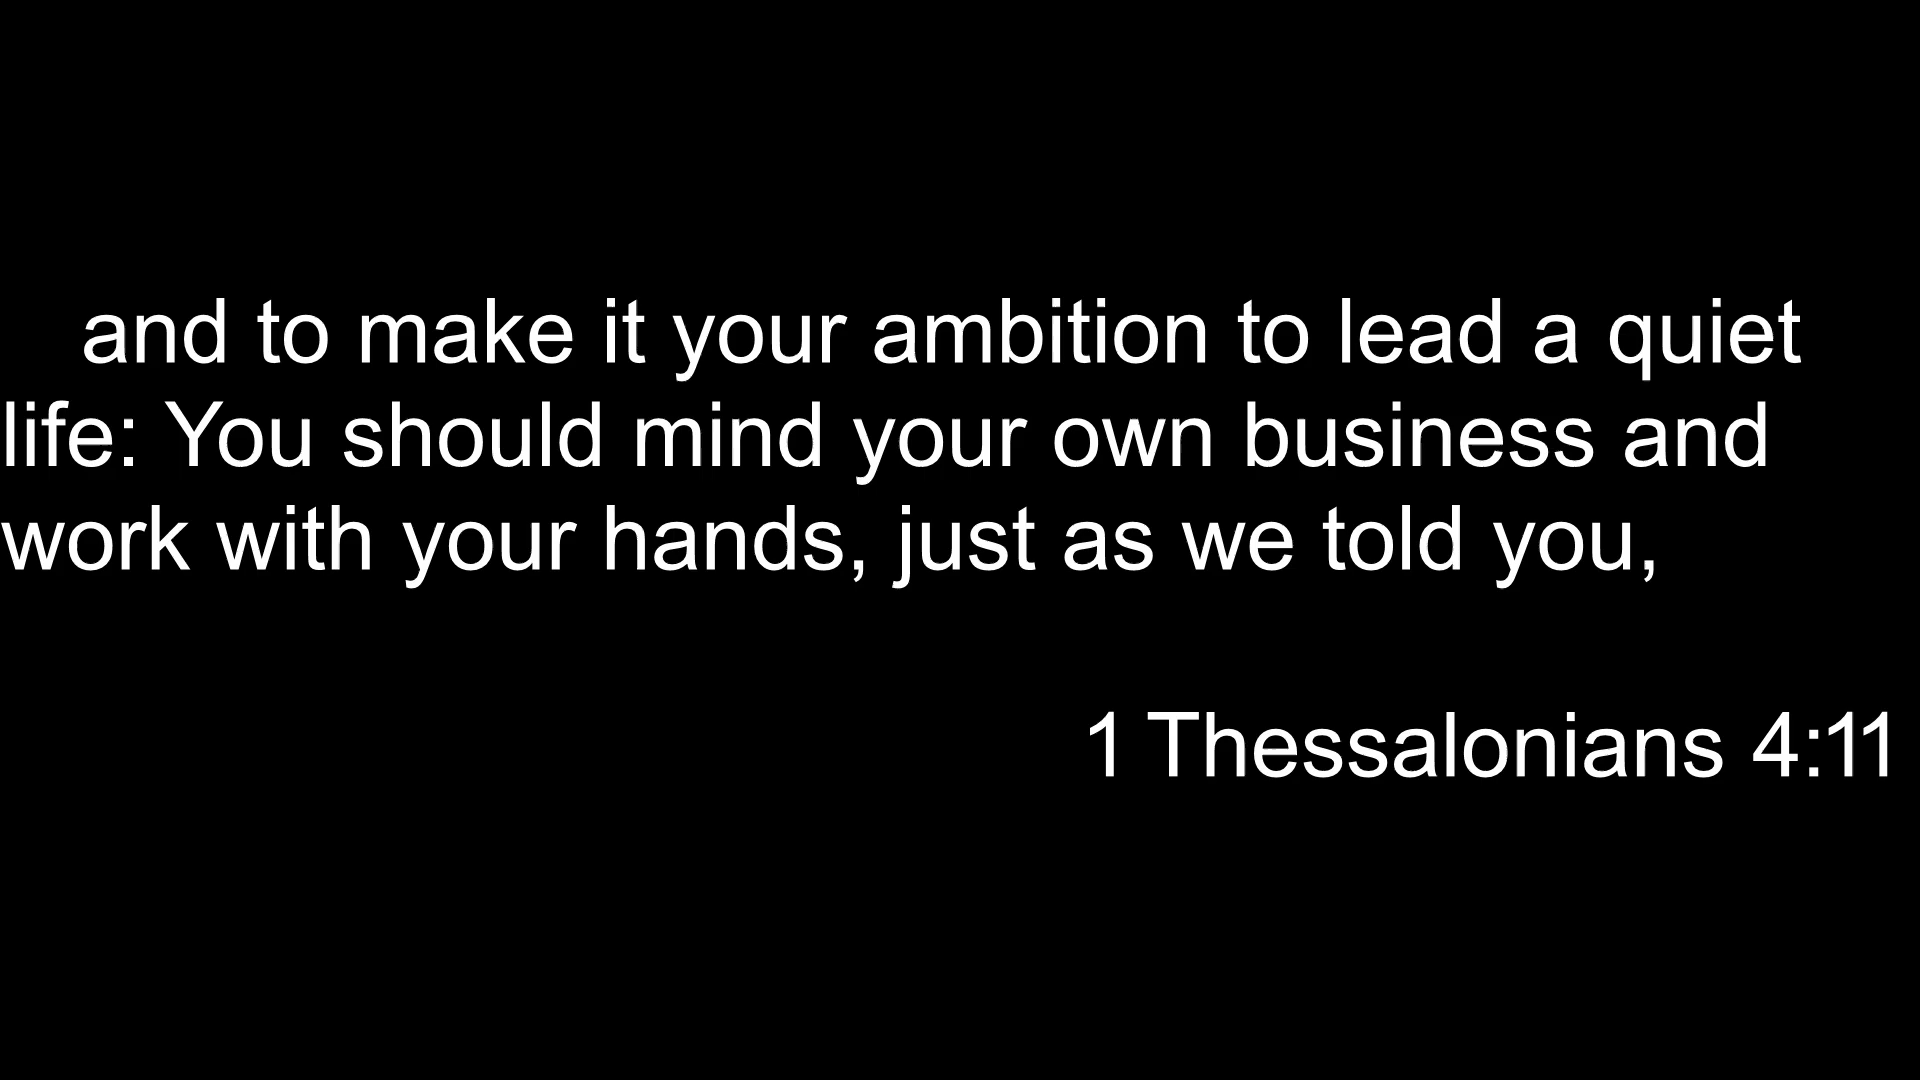 and to make it your ambition to lead a quiet
life: You should mind your own business and
work with your hands, just as we told you,
1 Thessalonians 4:11